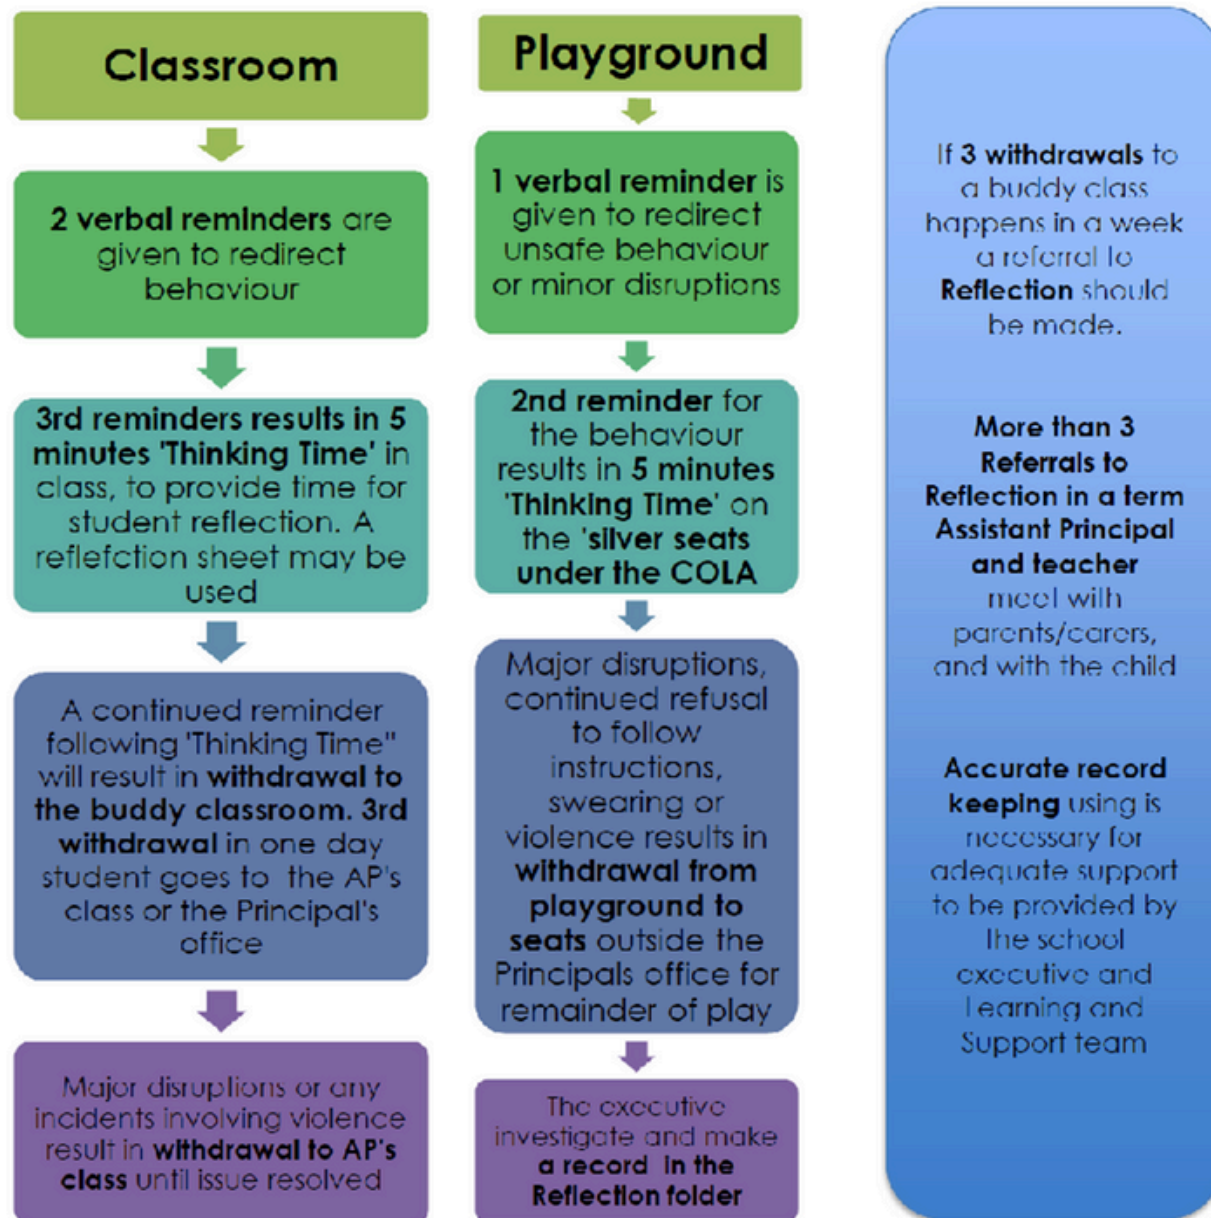 Classroom
2 verbal reminders are
given to redirect
behaviour
3rd reminders results in 5
minutes 'Thinking Time' in
class, to provide time for
student reflection. A
reflefction sheet may be
used
A continued reminder
following 'Thinking Time"
will result in withdrawal to
the buddy classroom. 3rd
withdrawal in one day
student goes to the AP's
class or the Principal's
office
Major disruptions or any
incidents involving violence
result in withdrawal to AP's
class until issue resolved
Playground
1 verbal reminder is
given to redirect
unsafe behaviour
or minor disruptions
2nd reminder for
the behaviour
results in 5 minutes
'Thinking Time' on
the 'silver seats
under the COLA
Major disruptions,
continued refusal
to follow
instructions,
swearing or
violence results in
withdrawal from
playground to
seats outside the
Principals office for
remainder of play
The executive
investigate and make
a record in the
Reflection folder
If 3 withdrawals to
a buddy class
happens in a week
a referral to
Reflection should
be made.
More than 3
Referrals to
Reflection in a term
Assistant Principal
and teacher
meet with
parents/carers,
and with the child
Accurate record
keeping using is
necessary for
adequate support
to be provided by
the school
executive and
Learning and
Support team